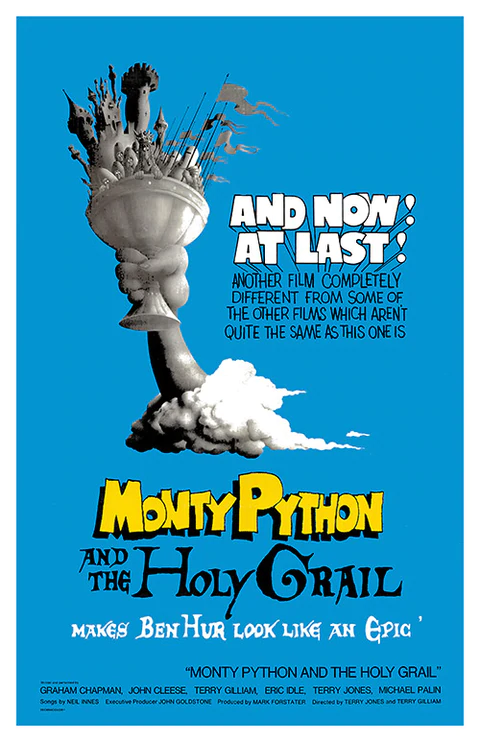 AND NOW!
AT LAST!
ANOTHER FILM COMPLETELY
DIFFERENT FROM SOME OF
THE OTHER FILMS WHICH AREN'T
QUITE THE SAME AS THIS ONE IS
MONTY PYTHON
AND
THE HOLY GRAIL
MAKES BEN HUR LOOK LIKE AN EPIC'
"MONTY PYTHON AND THE HOLY GRAIL"
GRAHAM CHAPMAN, JOHN CLEESE, TERRY GILLIAM, ERIC IDLE, TERRY JONES, MICHAEL PALIN
Songs by NEIL INNES Executive Producer JOHN GOLDSTONE Produced by MARK FORSTATER Directed by TERRY JONES and TERRY GILLIAM